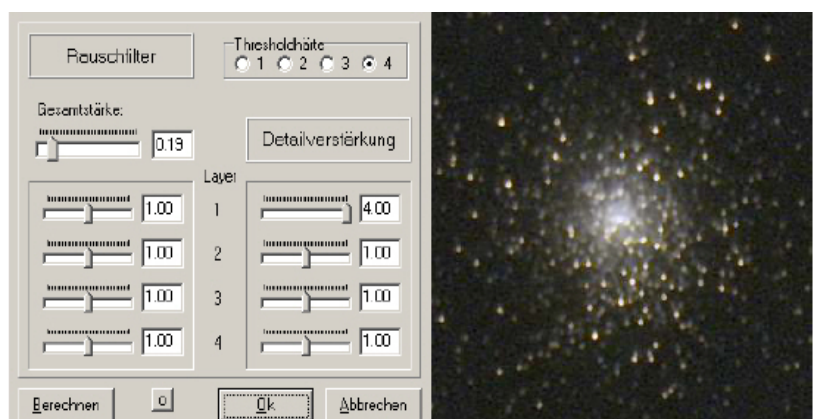 Rauschfilter
Thresholdhärte
1 2 3 4
Gesamtstärke:
0.19
Detailverstärkung
Layer
1.00 1 4.00
1.00 2 1.00
1.00 3 1.00
1.00 4 1.00
Berechnen o Ok Abbrechen